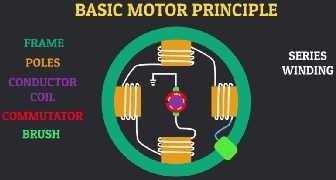 BASIC MOTOR PRINCIPLE
FRAME
POLES
CONDUCTOR
COIL
COMMUTATOR
BRUSH
SERIES
WINDING